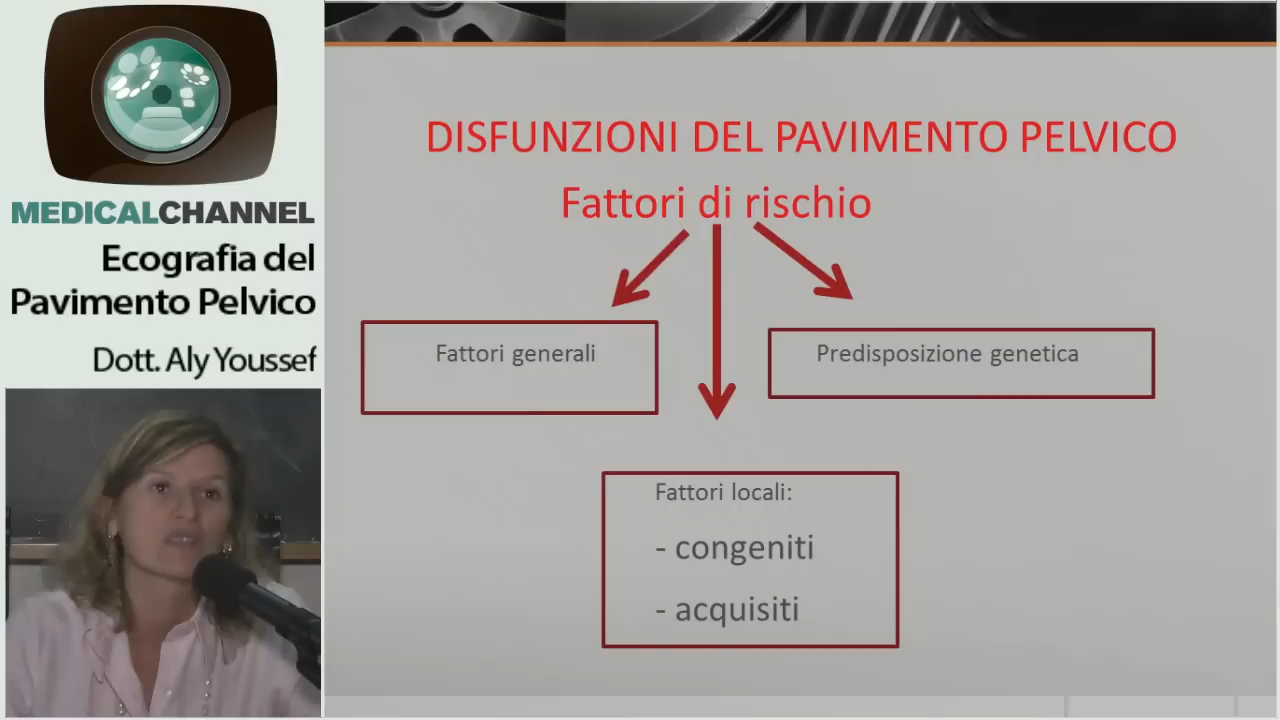 MEDICALCHANNEL
Ecografia del
Pavimento Pelvico
Dott. Aly Youssef
DISFUNZIONI DEL PAVIMENTO PELVICO
Fattori di rischio
Fattori generali
Predisposizione genetica
Fattori locali:
- congeniti
- acquisiti